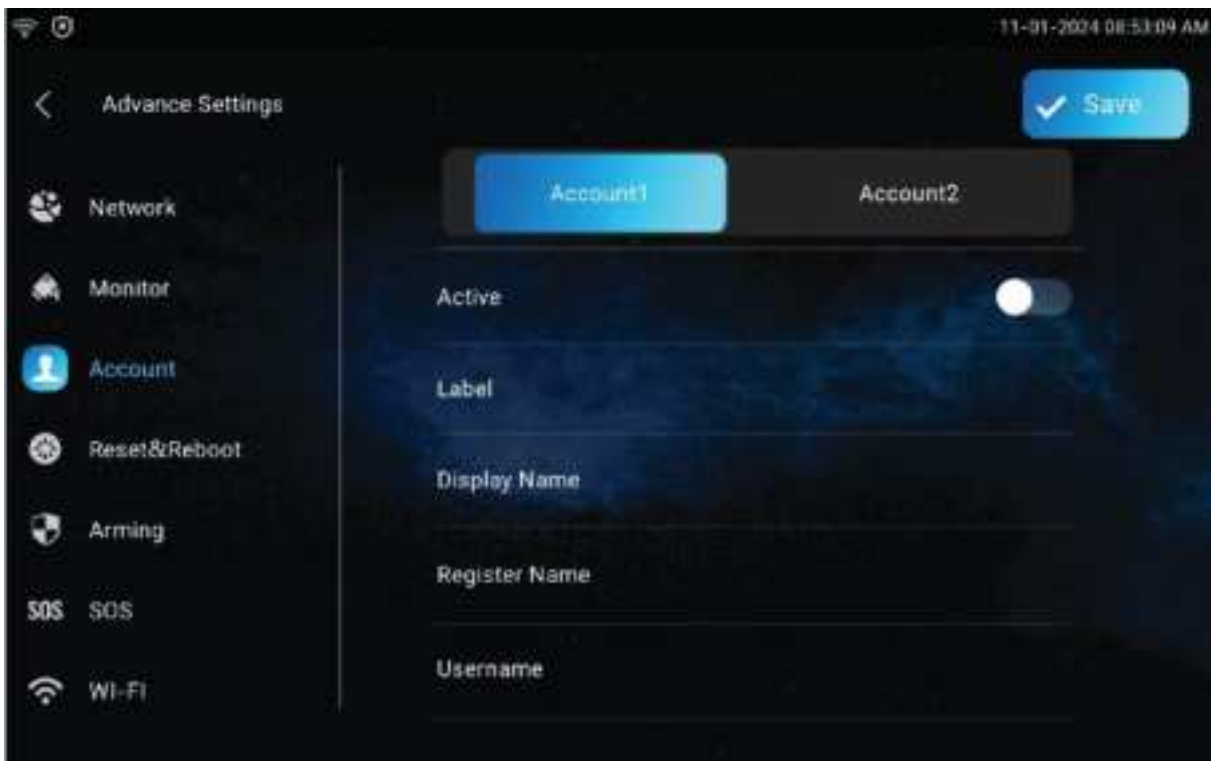 11-01-2024 08:53:09 AM
Advance Settings
Save
Account1
Account2
Network
Monitor
Account
Reset&Reboot
Arming
SOS SOS
WI-FI
Active
Label
Display Name
Register Name
Username